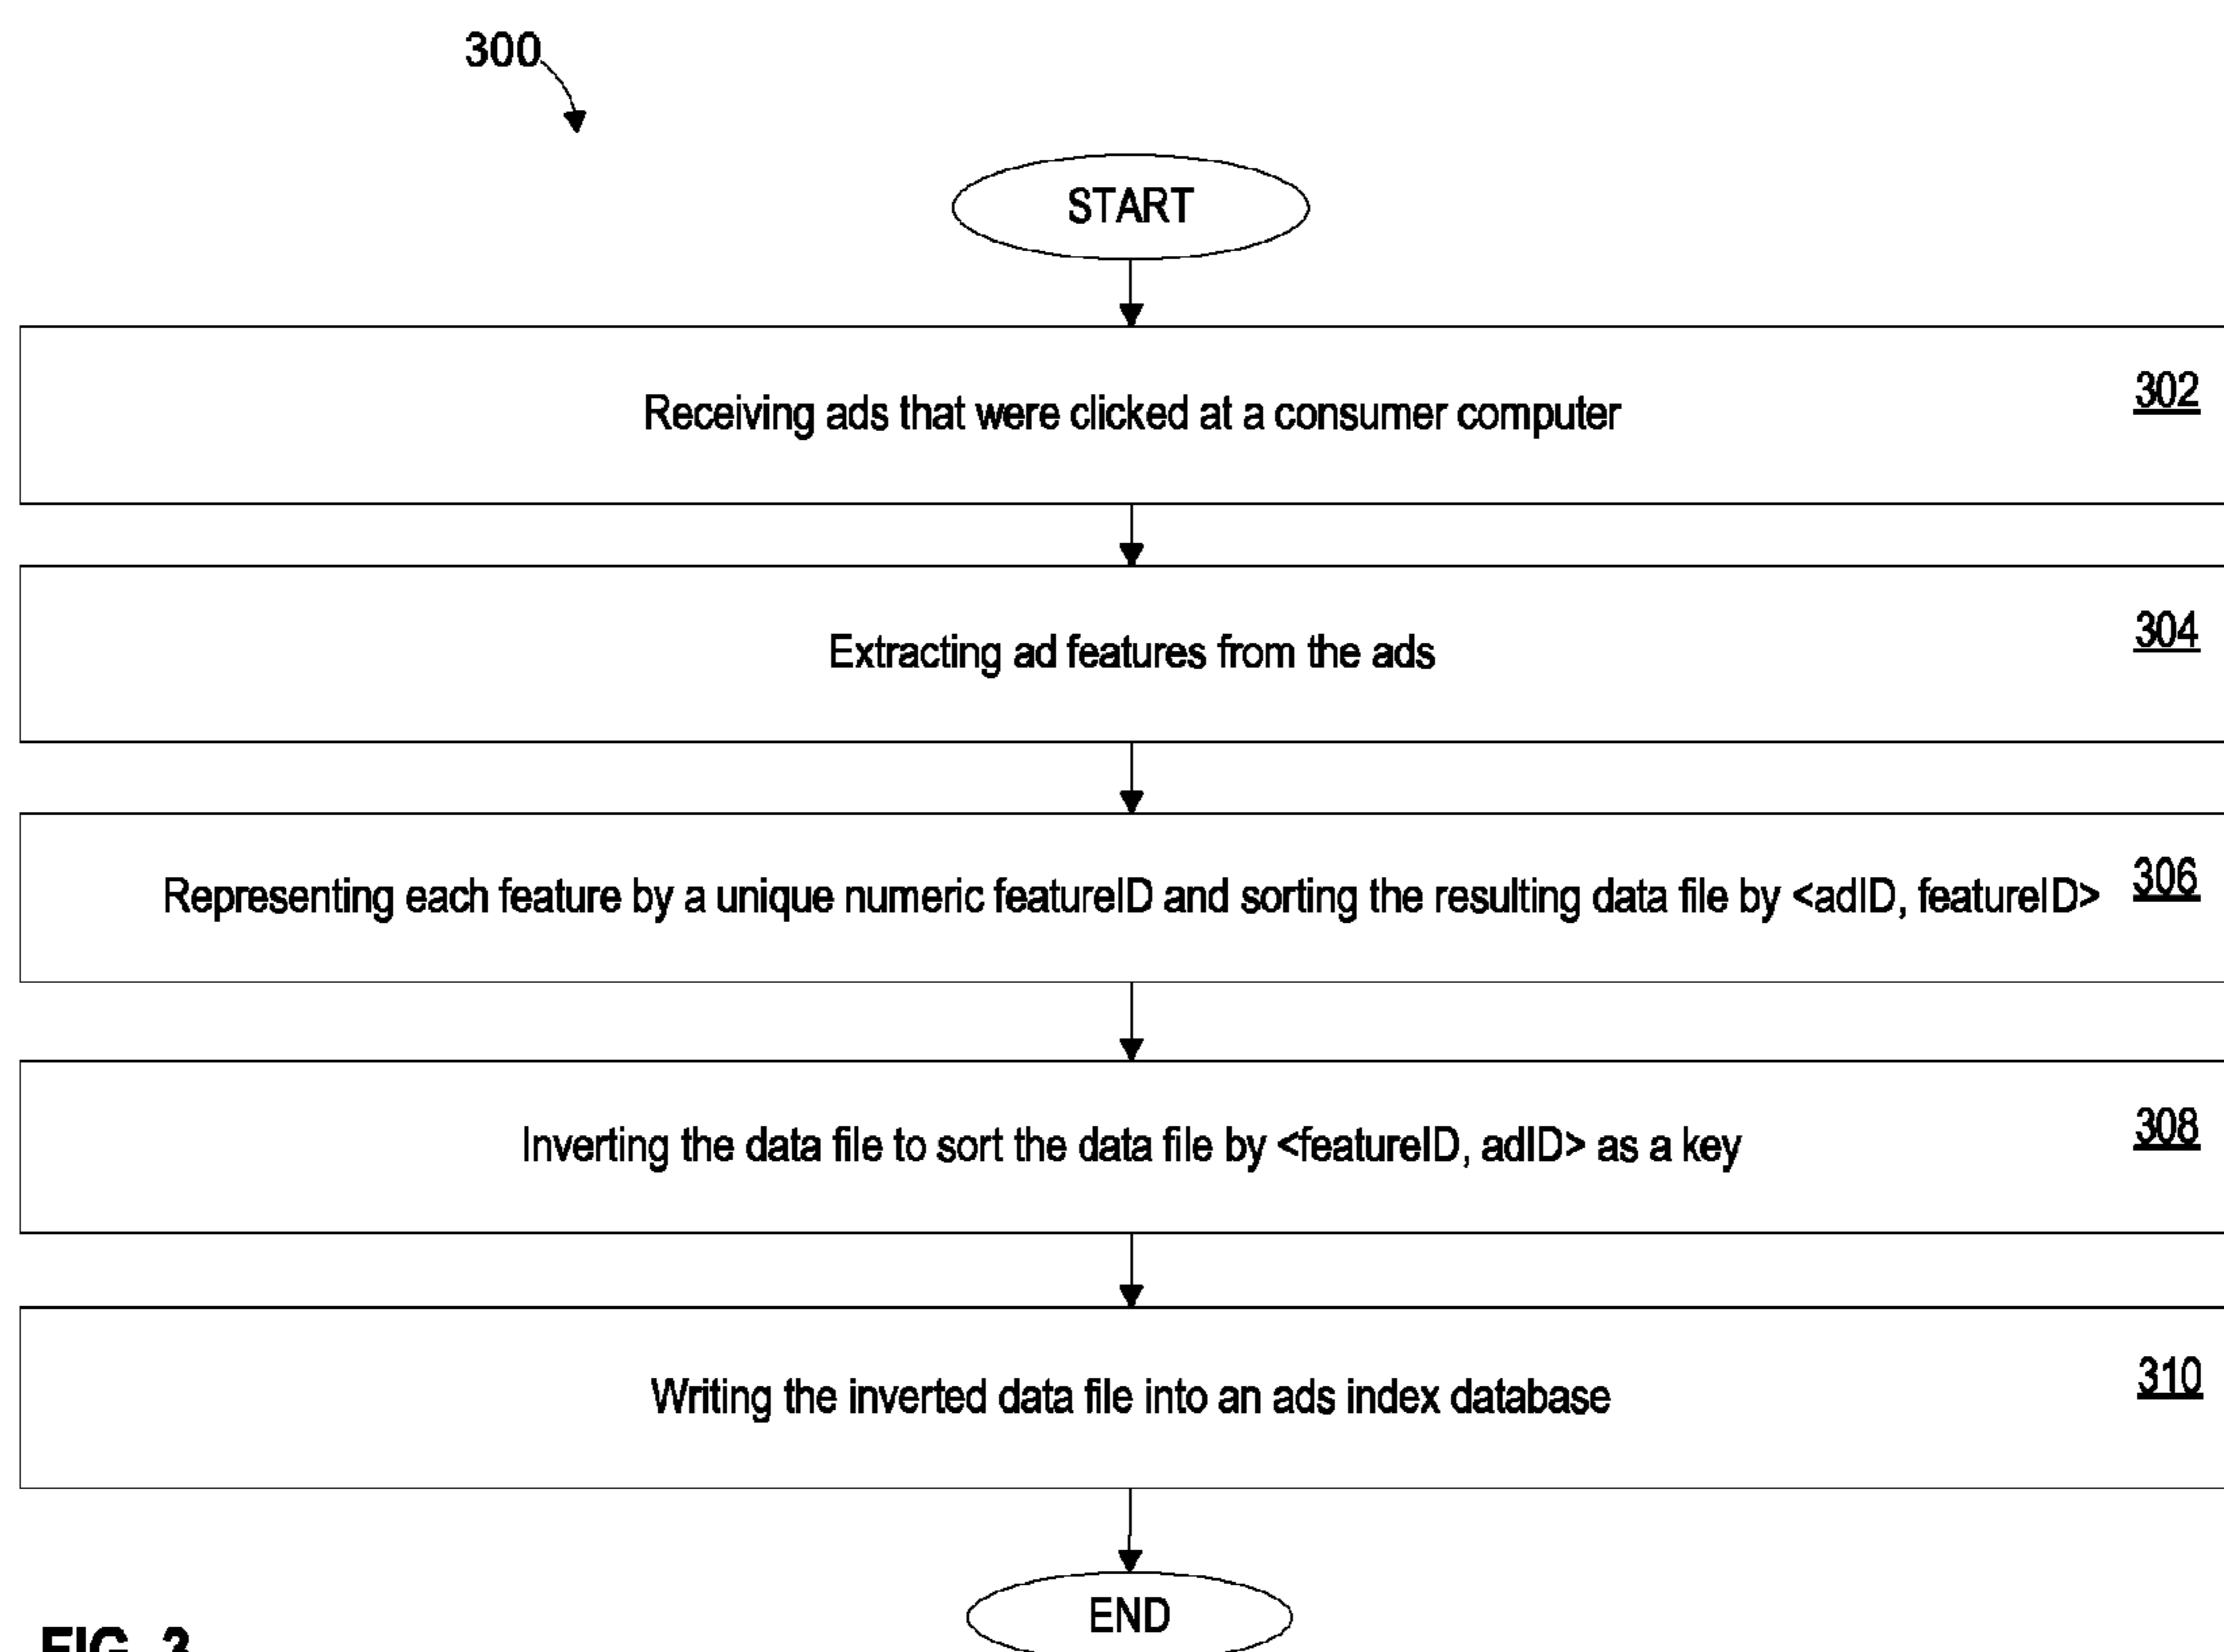 300
START
Receiving ads that were clicked at a consumer computer
302
Extracting ad features from the ads
304
Representing each feature by a unique numeric featureID and sorting the resulting data file by <adID, featureID>
306
Inverting the data file to sort the data file by <featureID, adID> as a key
308
Writing the inverted data file into an ads index database
310
END
FIG. 3